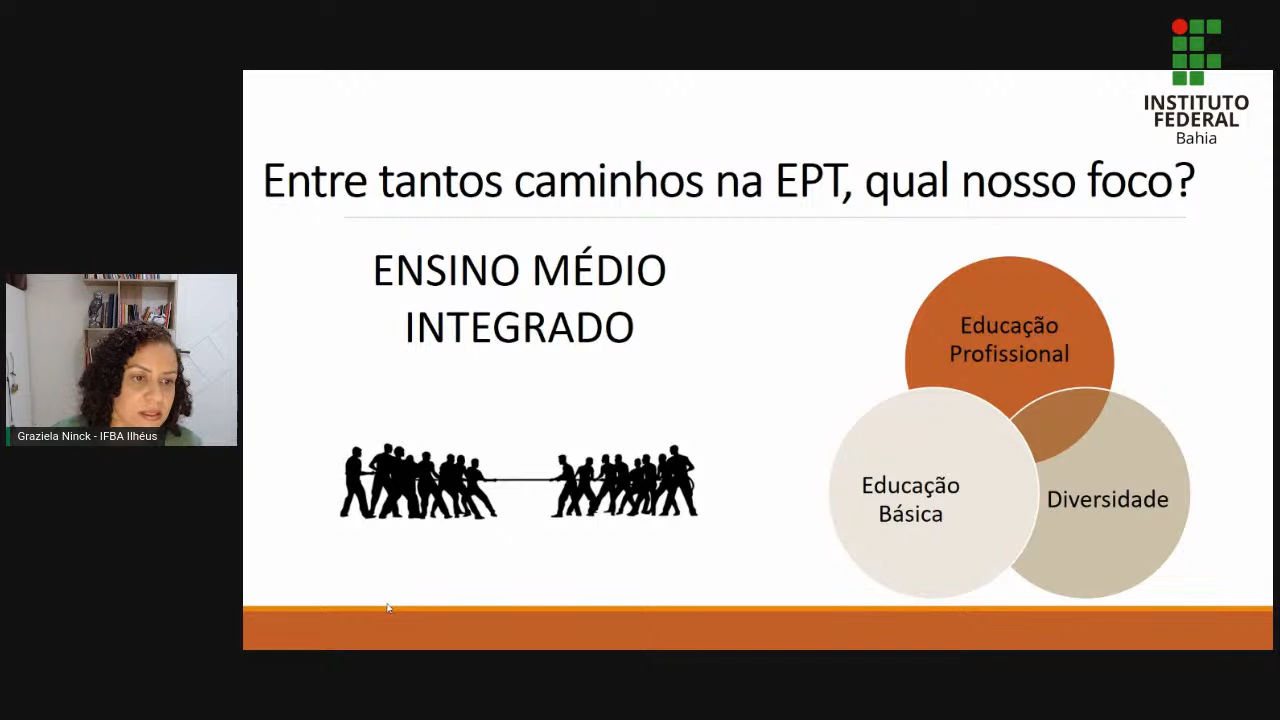 INSTITUTO
FEDERAL
Bahia
Entre tantos caminhos na EPT, qual nosso foco?
ENSINO MÉDIO
INTEGRADO
Educação
Profissional
Educação
Básica
Diversidade
Graziela Ninck - IFBA Ilhéus